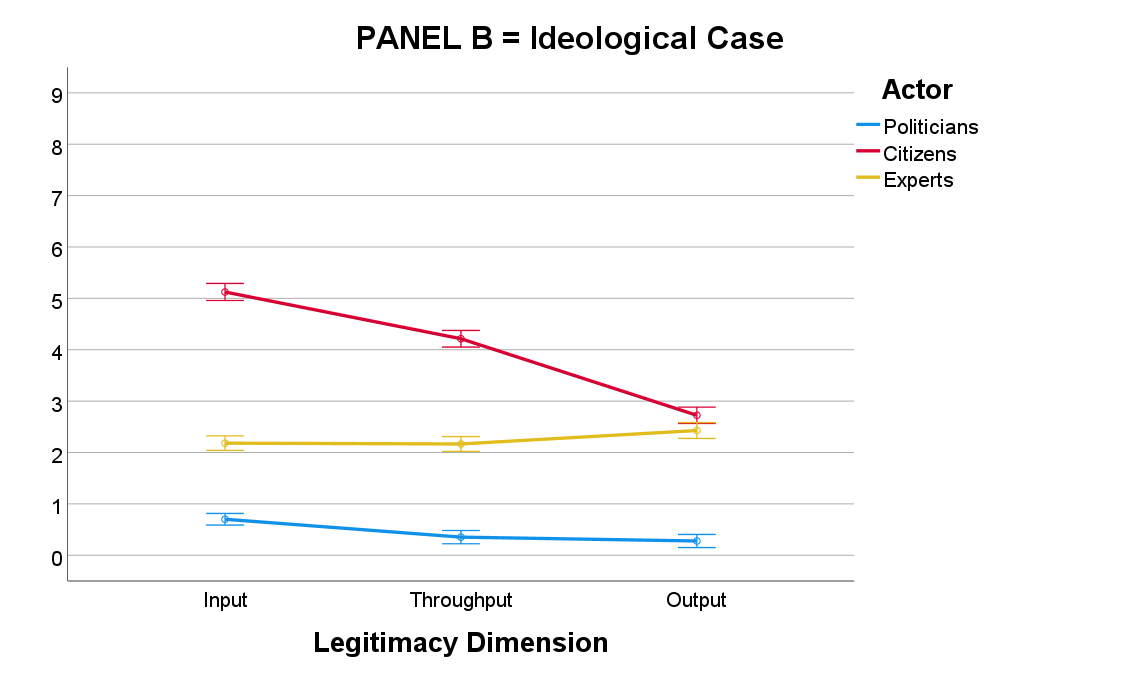 PANEL B = Ideological Case
9
8
7
6
5
4
3
2
1
0
Input Throughput Output
Legitimacy Dimension
Actor
Politicians
Citizens
Experts